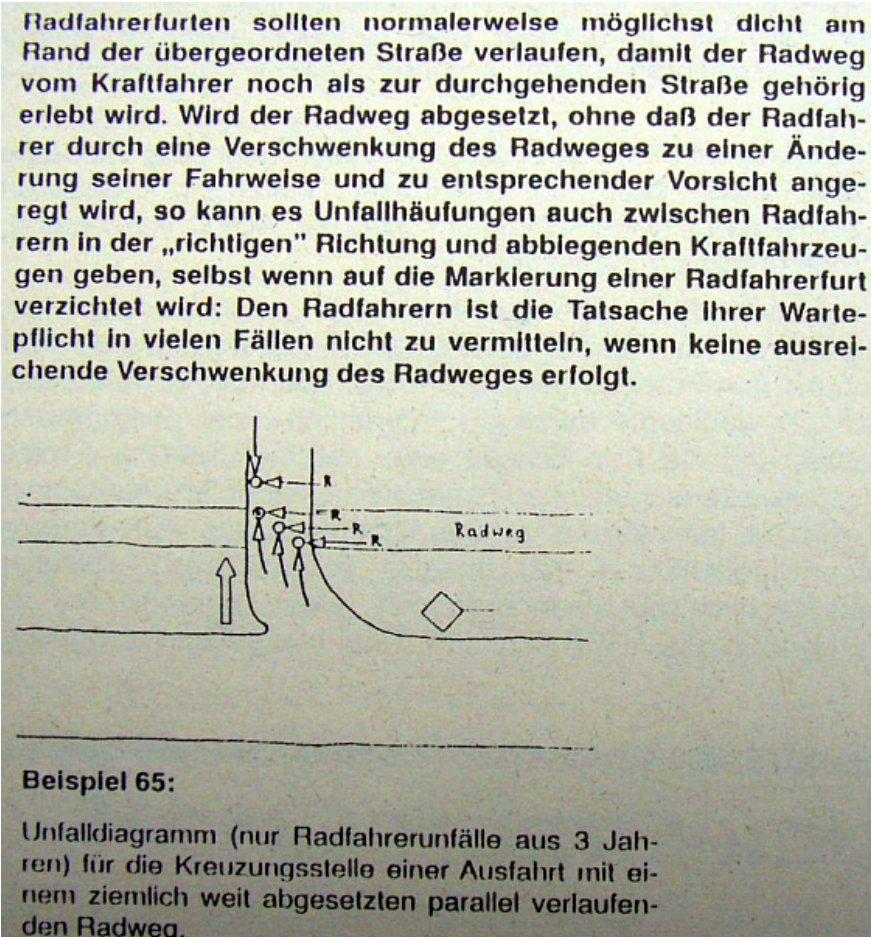 Radfahrerfurten sollten normalerweise möglichst dicht am
Rand der übergeordneten Straße verlaufen, damit der Radweg
vom Kraftfahrer noch als zur durchgehenden Straße gehörig
erlebt wird. Wird der Radweg abgesetzt, ohne daß der Radfah-
rer durch eine Verschwenkung des Radweges zu einer Ände-
rung seiner Fahrweise und zu entsprechender Vorsicht ange-
regt wird, so kann es Unfallhäufungen auch zwischen Radfah-
rern in der „richtigen” Richtung und abbiegenden Kraftfahrzeu-
gen geben, selbst wenn auf die Markierung einer Radfahrerfurt
verzichtet wird: Den Radfahrern ist die Tatsache ihrer Warte-
pflicht in vielen Fällen nicht zu vermitteln, wenn keine ausrei-
chende Verschwenkung des Radweges erfolgt.
R
R
R
R
Radweg
Beispiel 65:
Unfalldiagramm (nur Radfahrerunfälle aus 3 Jah-
ren) für die Kreuzungsstelle einer Ausfahrt mit ei-
nem ziemlich weit abgesetzten parallel verlaufen-
den Radweg.